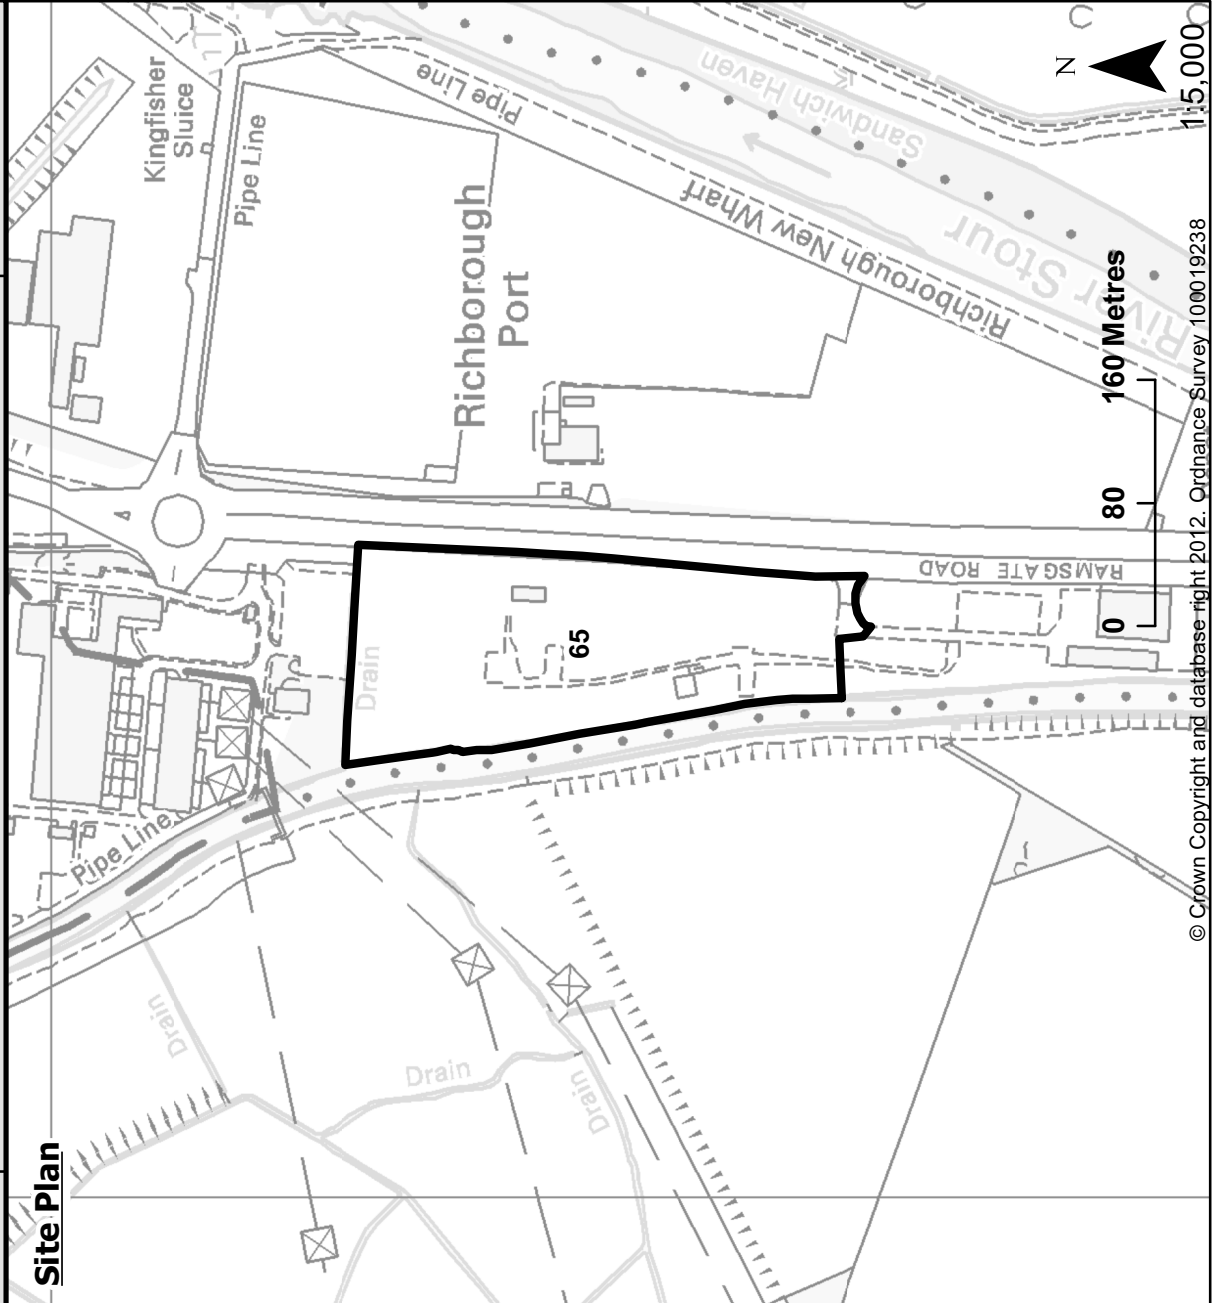 Site Plan
Kingfisher
Sluice
Pipe Line
Pipe Line
Pipe Line
Richborough
Port
Richborough New Wharf
Sandwich Haven
River Stour
Drain
65
Drain
Drain
Drain
RAMSGATE ROAD
0
80
160 Metres
N
1:5,000
© Crown Copyright and database right 2012. Ordnance Survey 100019238